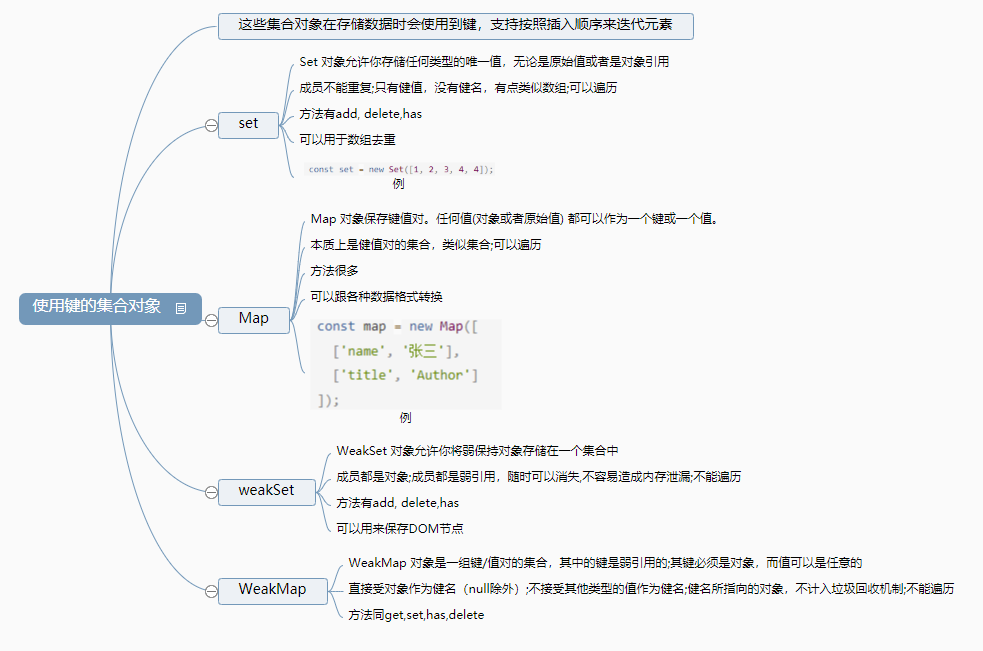 这些集合对象在存储数据时会使用到键，支持按照插入顺序来迭代元素
Set 对象允许你存储任何类型的唯一值，无论是原始值或者是对象引用
成员不能重复;只有健值，没有健名，有点类似数组;可以遍历
set
方法有add, delete,has
可以用于数组去重
const set = new Set([1, 2, 3, 4, 4]);
例
Map 对象保存键值对。任何值(对象或者原始值) 都可以作为一个键或一个值。
本质上是健值对的集合，类似集合;可以遍历
方法很多
可以跟各种数据格式转换
使用键的集合对象
Map
const map = new Map([
['name', '张三'],
['title', 'Author']
]);
例
WeakSet 对象允许你将弱保持对象存储在一个集合中
成员都是对象;成员都是弱引用，随时可以消失,不容易造成内存泄漏;不能遍历
weakSet
方法有add, delete,has
可以用来保存DOM节点
WeakMap 对象是一组键/值对的集合，其中的键是弱引用的;其键必须是对象，而值可以是任意的
WeakMap
直接受对象作为健名（null除外）;不接受其他类型的值作为健名;健名所指向的对象，不计入垃圾回收机制;不能遍历
方法同get,set,has,delete